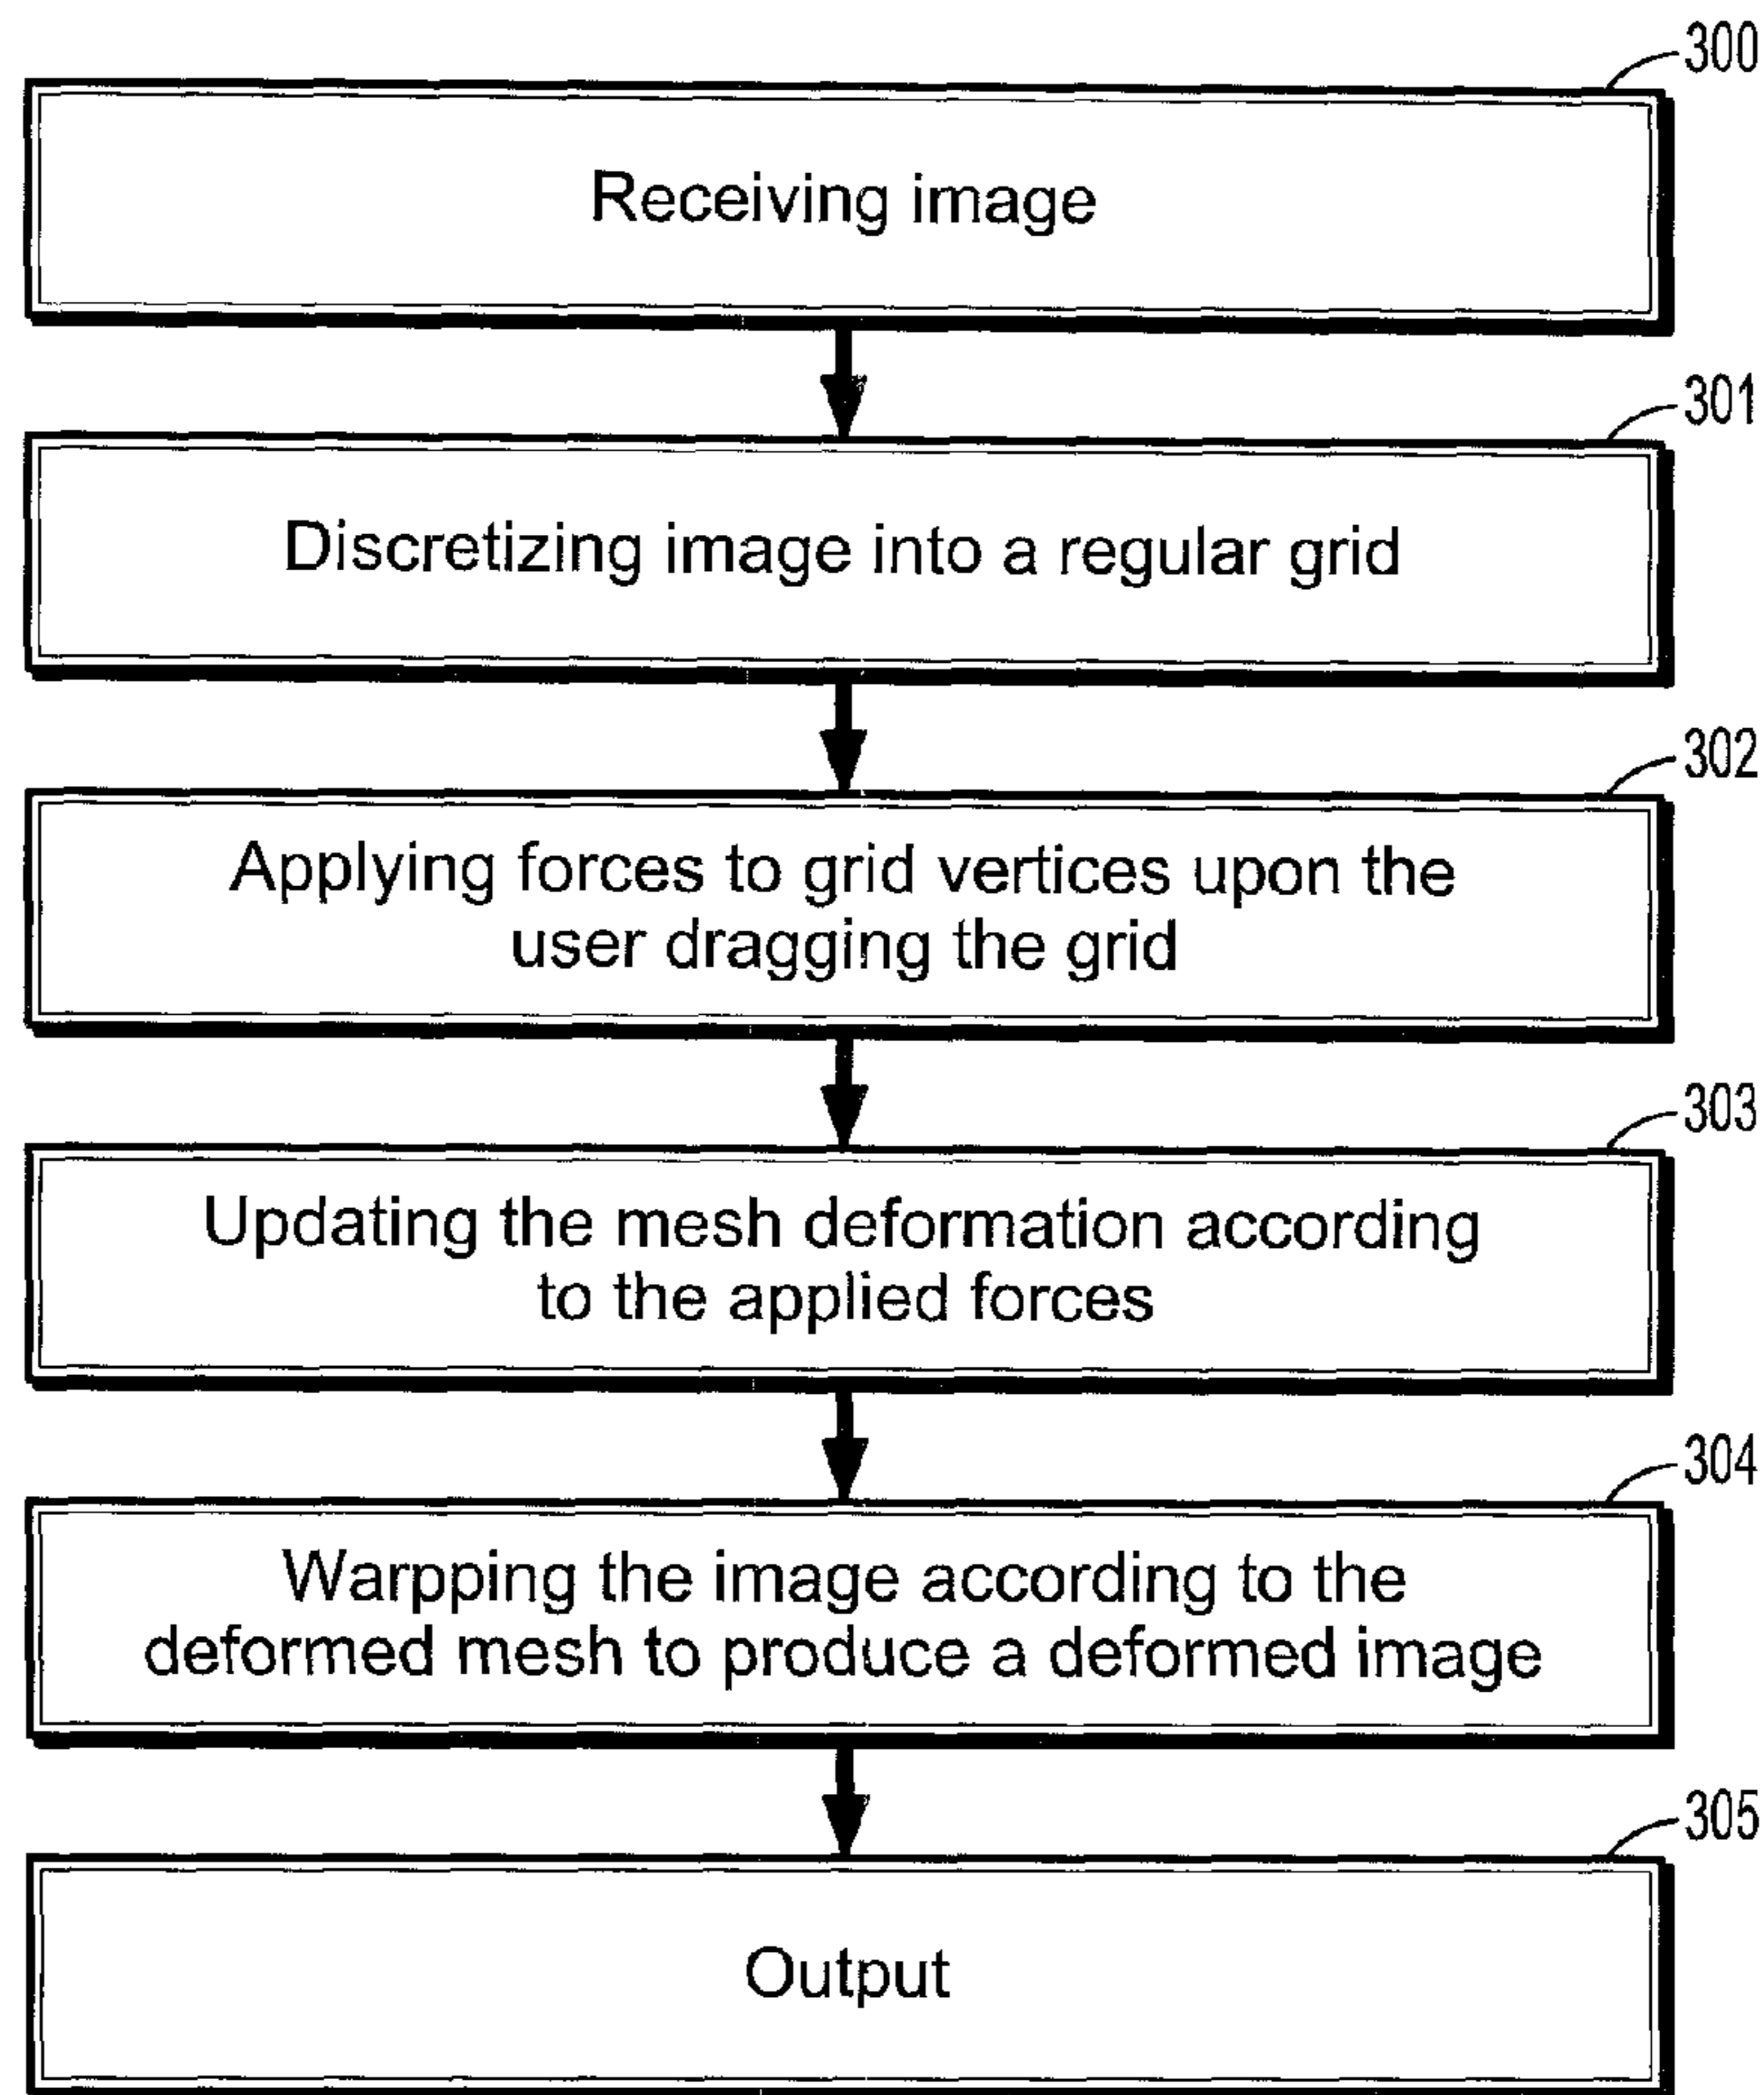 300
Receiving image
301
Discretizing image into a regular grid
302
Applying forces to grid vertices upon the
user dragging the grid
303
Updating the mesh deformation according
to the applied forces
304
Warpping the image according to the
deformed mesh to produce a deformed image
305
Output